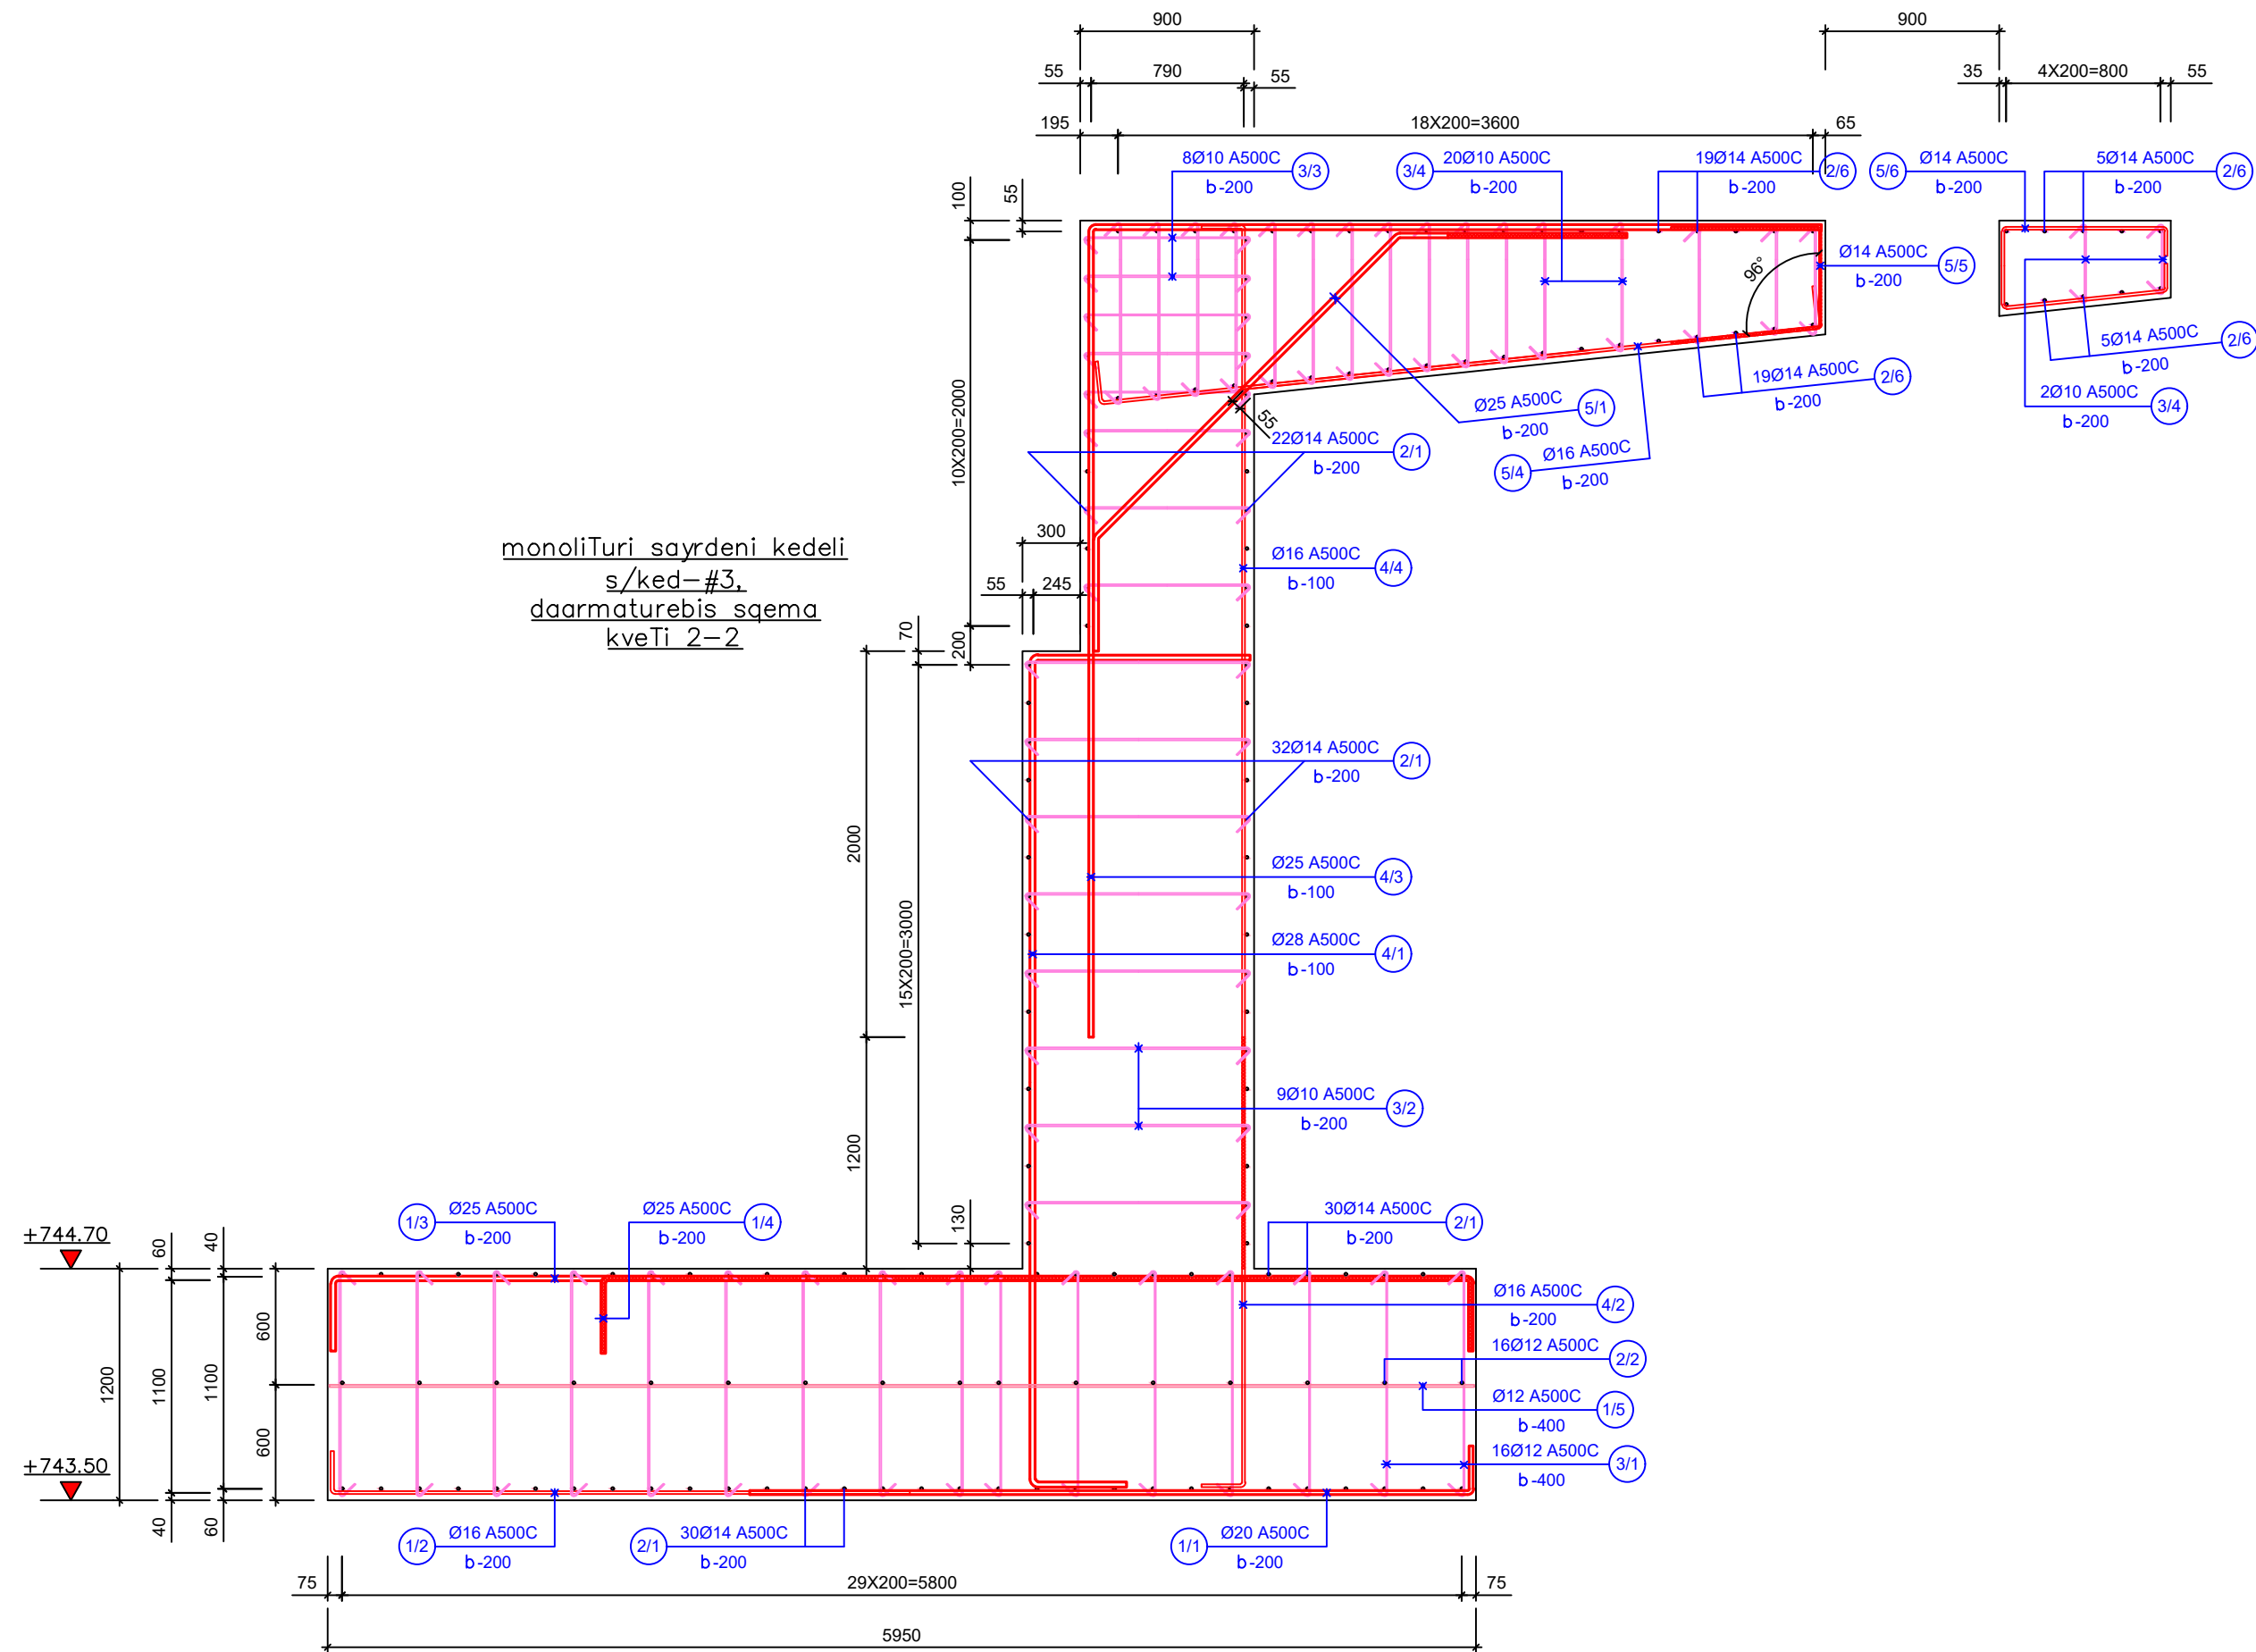 900
900
55
790
55
35
4X200=800
55
195
18X200=3600
65
8Ø10 A500C
b-200
3/3
3/4
20Ø10 A500C
b-200
19Ø14 A500C
b-200
2/6
5/6
Ø14 A500C
b-200
5Ø14 A500C
b-200
2/6
100
55
96°
Ø14 A500C
b-200
5/5
5Ø14 A500C
b-200
2/6
19Ø14 A500C
b-200
2/6
2Ø10 A500C
b-200
3/4
Ø25 A500C
b-200
5/1
55
10X200=2000
22Ø14 A500C
b-200
2/1
5/4
Ø16 A500C
b-200
monoliTuri sayrdeni kedeli
s/ked-#3,
daarmaturebis sqema
kveTi 2-2
300
55
245
Ø16 A500C
b-100
4/4
70
200
32Ø14 A500C
b-200
2/1
2000
15X200=3000
Ø25 A500C
b-100
4/3
Ø28 A500C
b-100
4/1
9Ø10 A500C
b-200
3/2
1200
130
+744.70
60
40
1/3
Ø25 A500C
b-200
Ø25 A500C
b-200
1/4
30Ø14 A500C
b-200
2/1
Ø16 A500C
b-200
4/2
16Ø12 A500C
2/2
Ø12 A500C
b-400
1/5
16Ø12 A500C
b-400
3/1
1200
1100
1100
600
600
+743.50
40
60
1/2
Ø16 A500C
b-200
2/1
30Ø14 A500C
b-200
1/1
Ø20 A500C
b-200
75
29X200=5800
75
5950